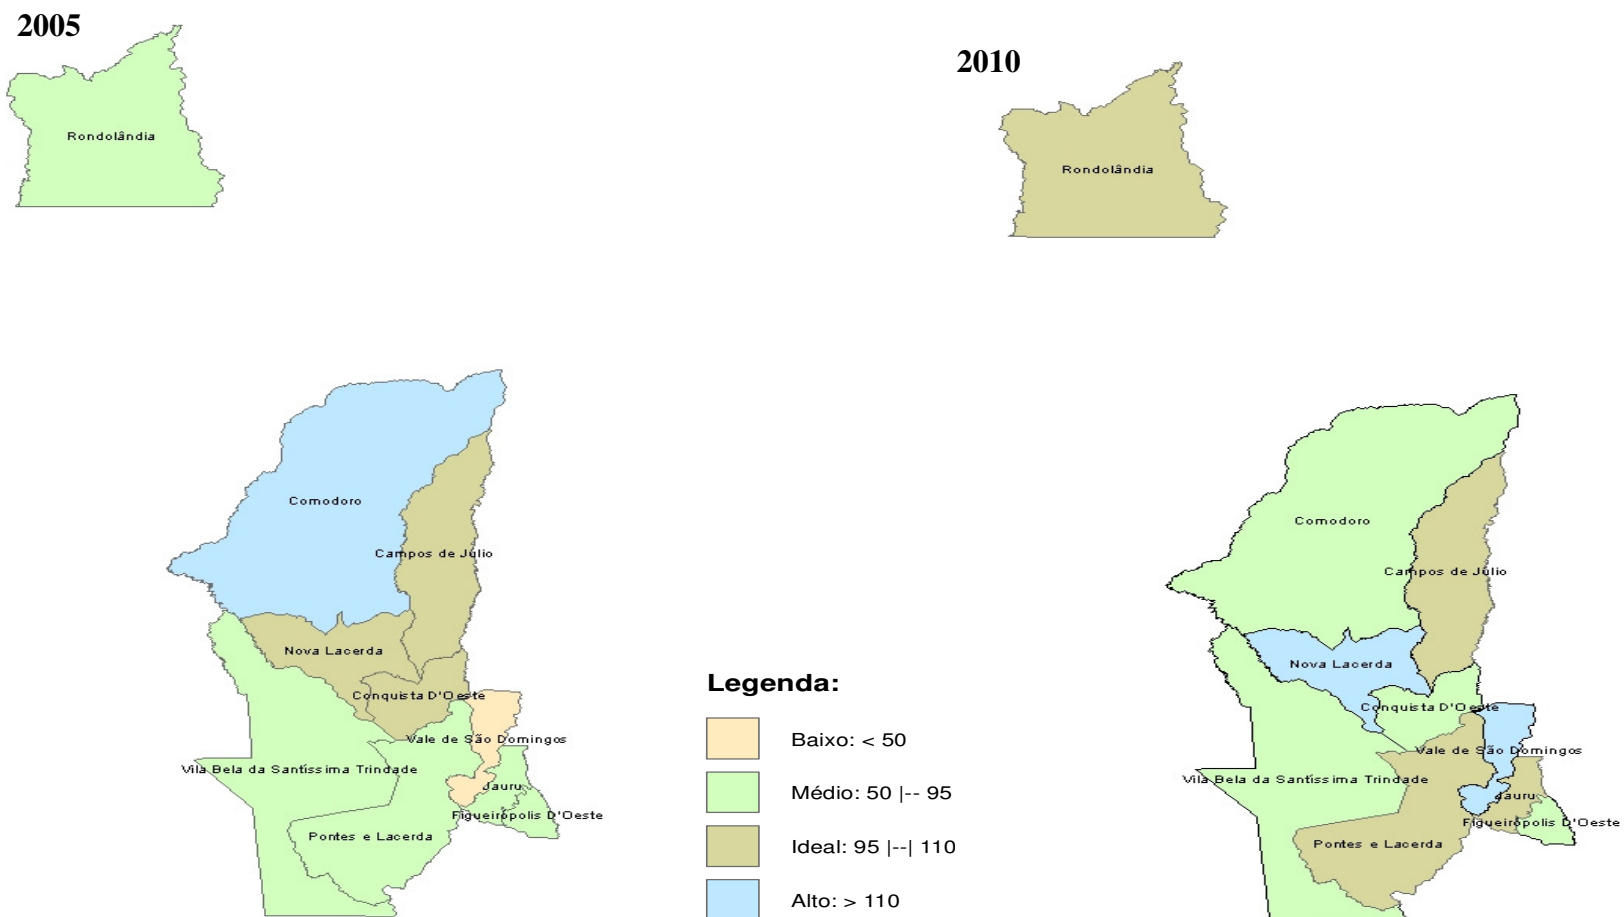 2005
Rondolândia
Comodoro
Campos de Júlio
Nova Lacerda
Conquista D'Oeste
Vale de São Domingos
Vila Bela da Santíssima Trindade
Jauru
Figueirópolis D'Oeste
Pontes e Lacerda
Legenda:
Baixo: < 50
Médio: 50 |-- 95
Ideal: 95 |--| 110
Alto: > 110
2010
Rondolândia
Comodoro
Campos de Júlio
Nova Lacerda
Conquista D'Oeste
Vale de São Domingos
Vila Bela da Santíssima Trindade
Jauru
Figueirópolis D'Oeste
Pontes e Lacerda